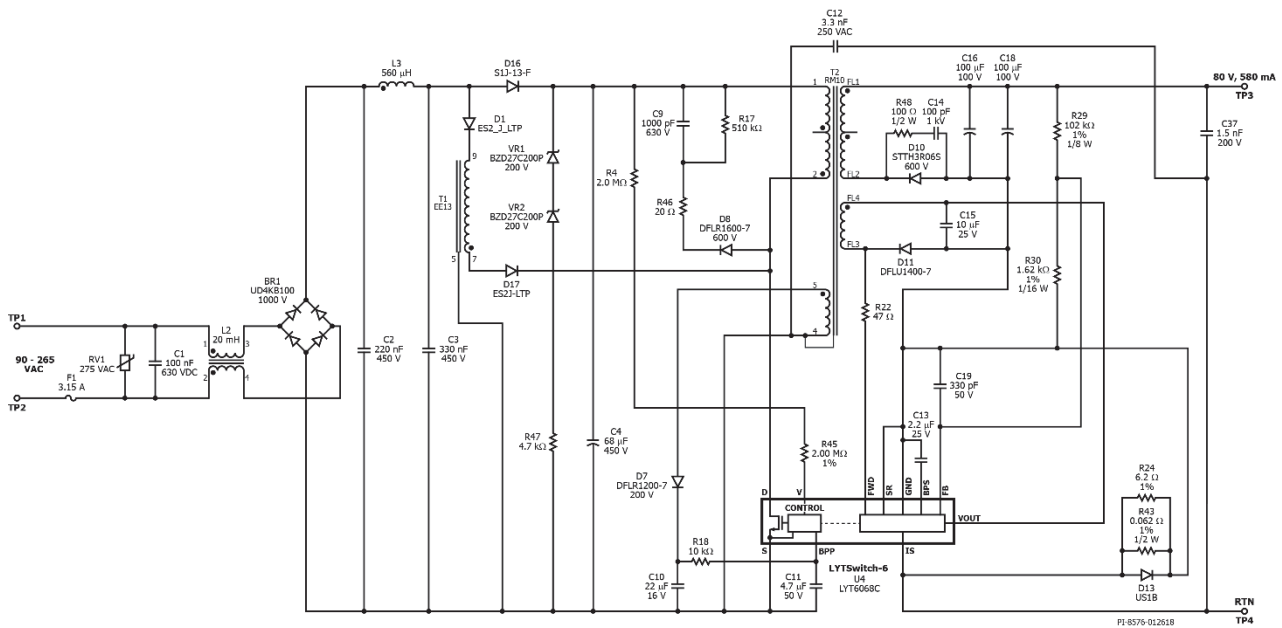 C12
3.3 nF
250 VAC
L3
560 µH
D16
S1J-13-F
T2
RM10
1
FL1
C16
100 µF
100 V
C18
100 µF
100 V
80 V, 580 mA
TP3
D1
ES2_J_LTP
C9
1000 pF
630 V
R17
510 kΩ
R48
100 Ω
1/2 W
C14
100 pF
1 kV
D10
STTH3R06S
600 V
R29
102 kΩ
1%
1/8 W
C37
1.5 nF
200 V
VR1
BZD27C200P
200 V
9
T1
EE13
R4
2.0 MΩ
2
FL2
VR2
BZD27C200P
200 V
R46
20 Ω
D8
DFLR1600-7
600 V
FL4
C15
10 µF
25 V
FL3
D11
DFLU1400-7
5
7
D17
ES2J-LTP
R30
1.62 kΩ
1%
1/16 W
BR1
UD4KB100
1000 V
5
4
R22
47 Ω
TP1
L2
20 mH
1
3
2
4
90 - 265
VAC
RV1
275 VAC
C1
100 nF
630 VDC
F1
3.15 A
TP2
C2
220 nF
450 V
C3
330 nF
450 V
C19
330 pF
50 V
R47
4.7 kΩ
C4
68 µF
450 V
C13
2.2 µF
25 V
R45
2.00 MΩ
1%
D7
DFLR1200-7
200 V
R24
6.2 Ω
1%
R43
0.062 Ω
1%
1/2 W
D13
US1B
D
V
FWD
SR
GND
BPS
FB
CONTROL
VOUT
S
BPP
IS
LYTSwitch-6
U4
LYT6068C
R18
10 kΩ
C10
22 µF
16 V
C11
4.7 µF
50 V
RTN
TP4
PI-8576-012618